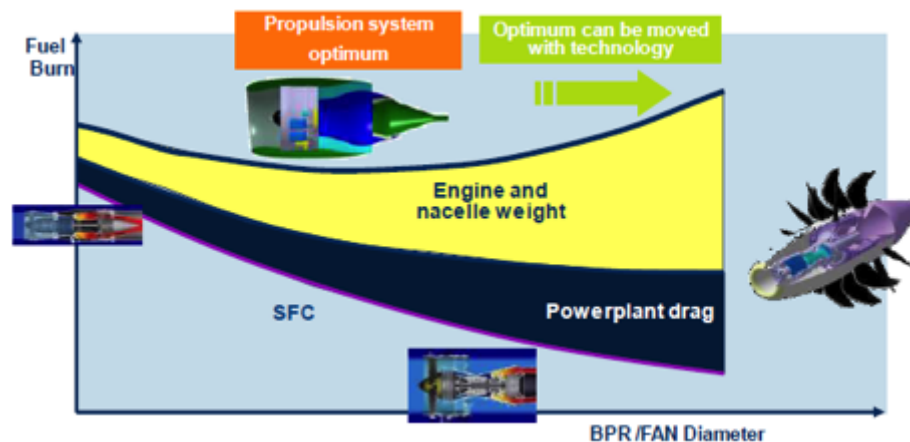 Propulsion system
optimum
Optimum can be moved
with technology
Fuel
Burn
Engine and
nacelle weight
SFC
Powerplant drag
BPR /FAN Diameter